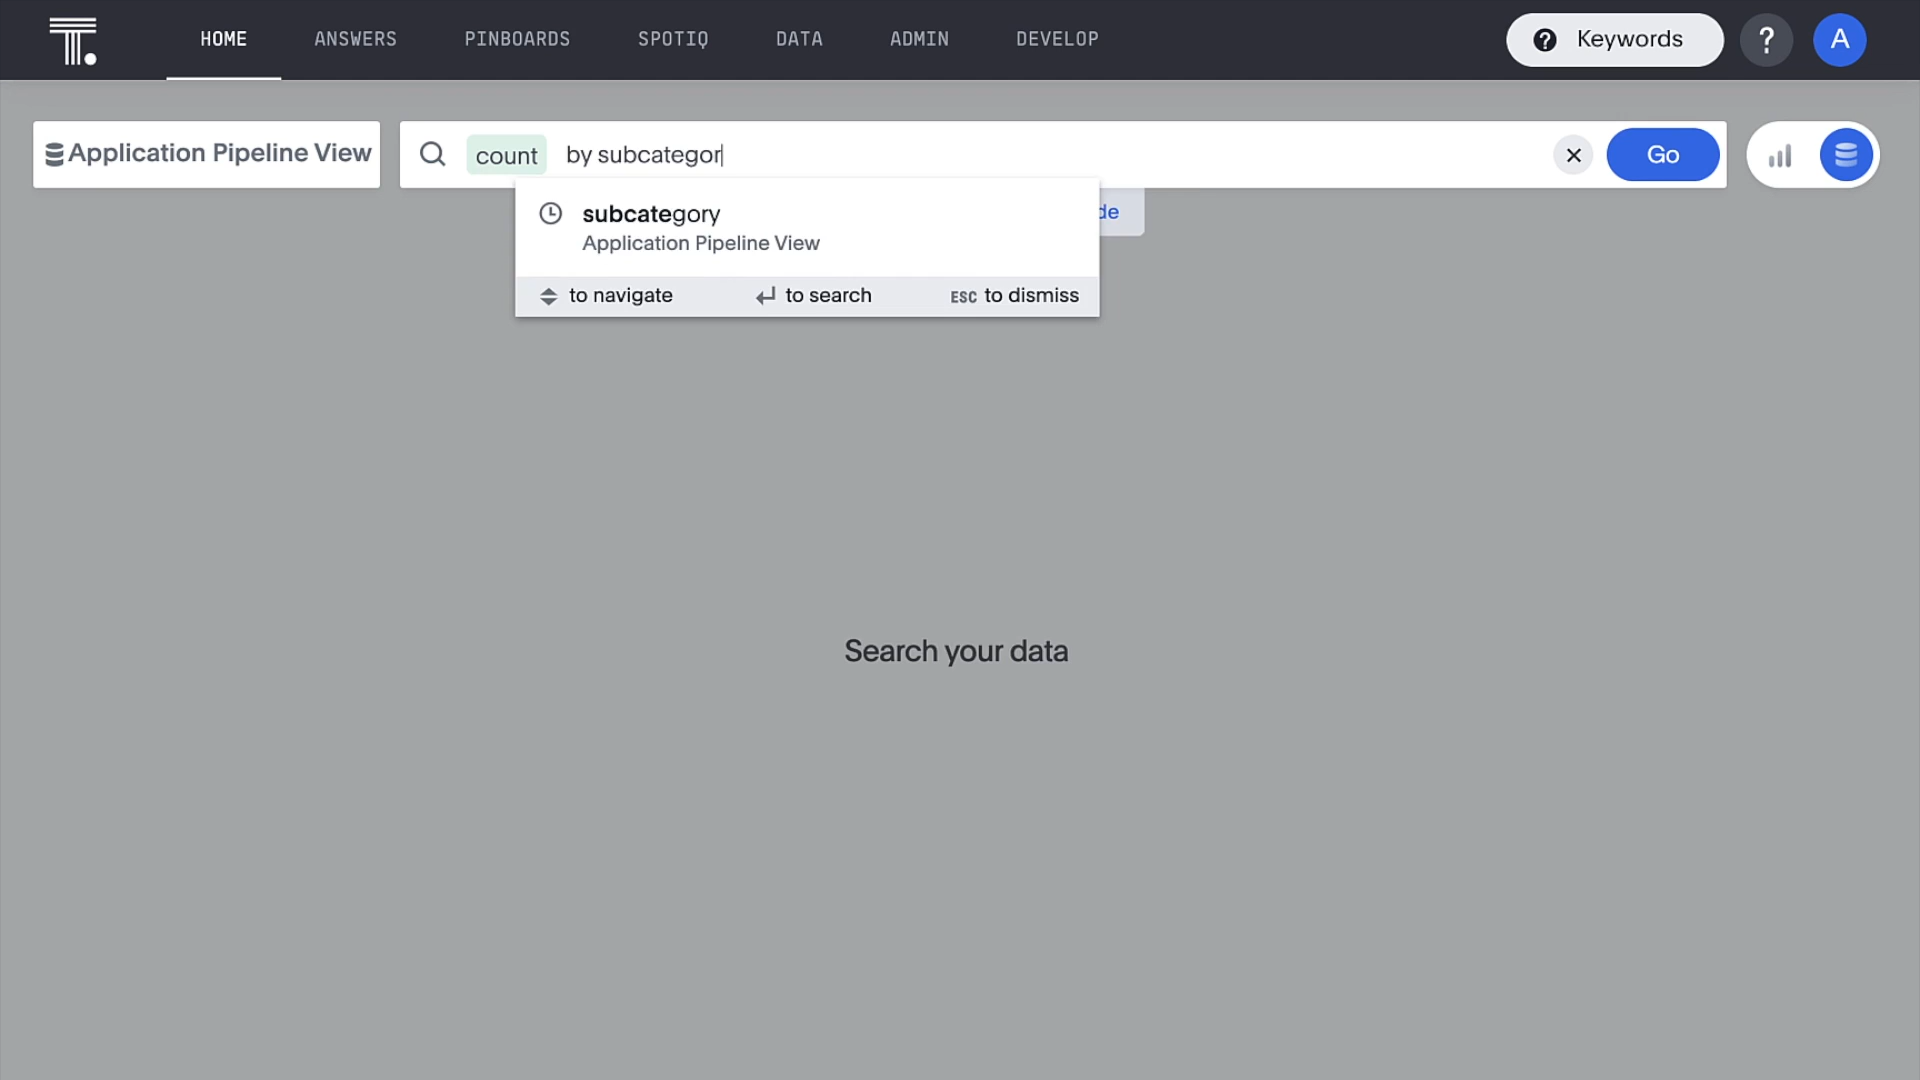 T. HOME ANSWERS PINBOARDS SPOTIQ DATA ADMIN DEVELOP ? Keywords ? A
Application Pipeline View count by subcategor Go
de
subcategory
Application Pipeline View
to navigate to search ESC to dismiss
Search your data